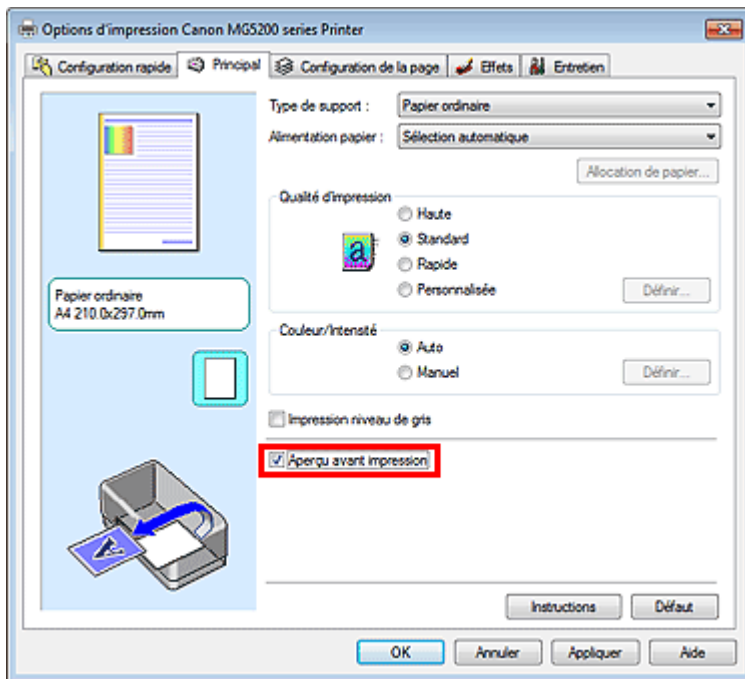 Options d'impression Canon MG5200 series Printer
Configuration rapide Principal Configuration de la page Effets Entretien
Type de support : Papier ordinaire
Alimentation papier : Sélection automatique
Allocation de papier...
Qualité d'impression
Haute
Standard
Rapide
Personnalisée Définir...
Papier ordinaire
A4 210.0x297.0mm
Couleur/Intensité
Auto
Manuel Définir...
Impression niveau de gris
Aperçu avant impression
Instructions Défaut
OK Annuler Appliquer Aide